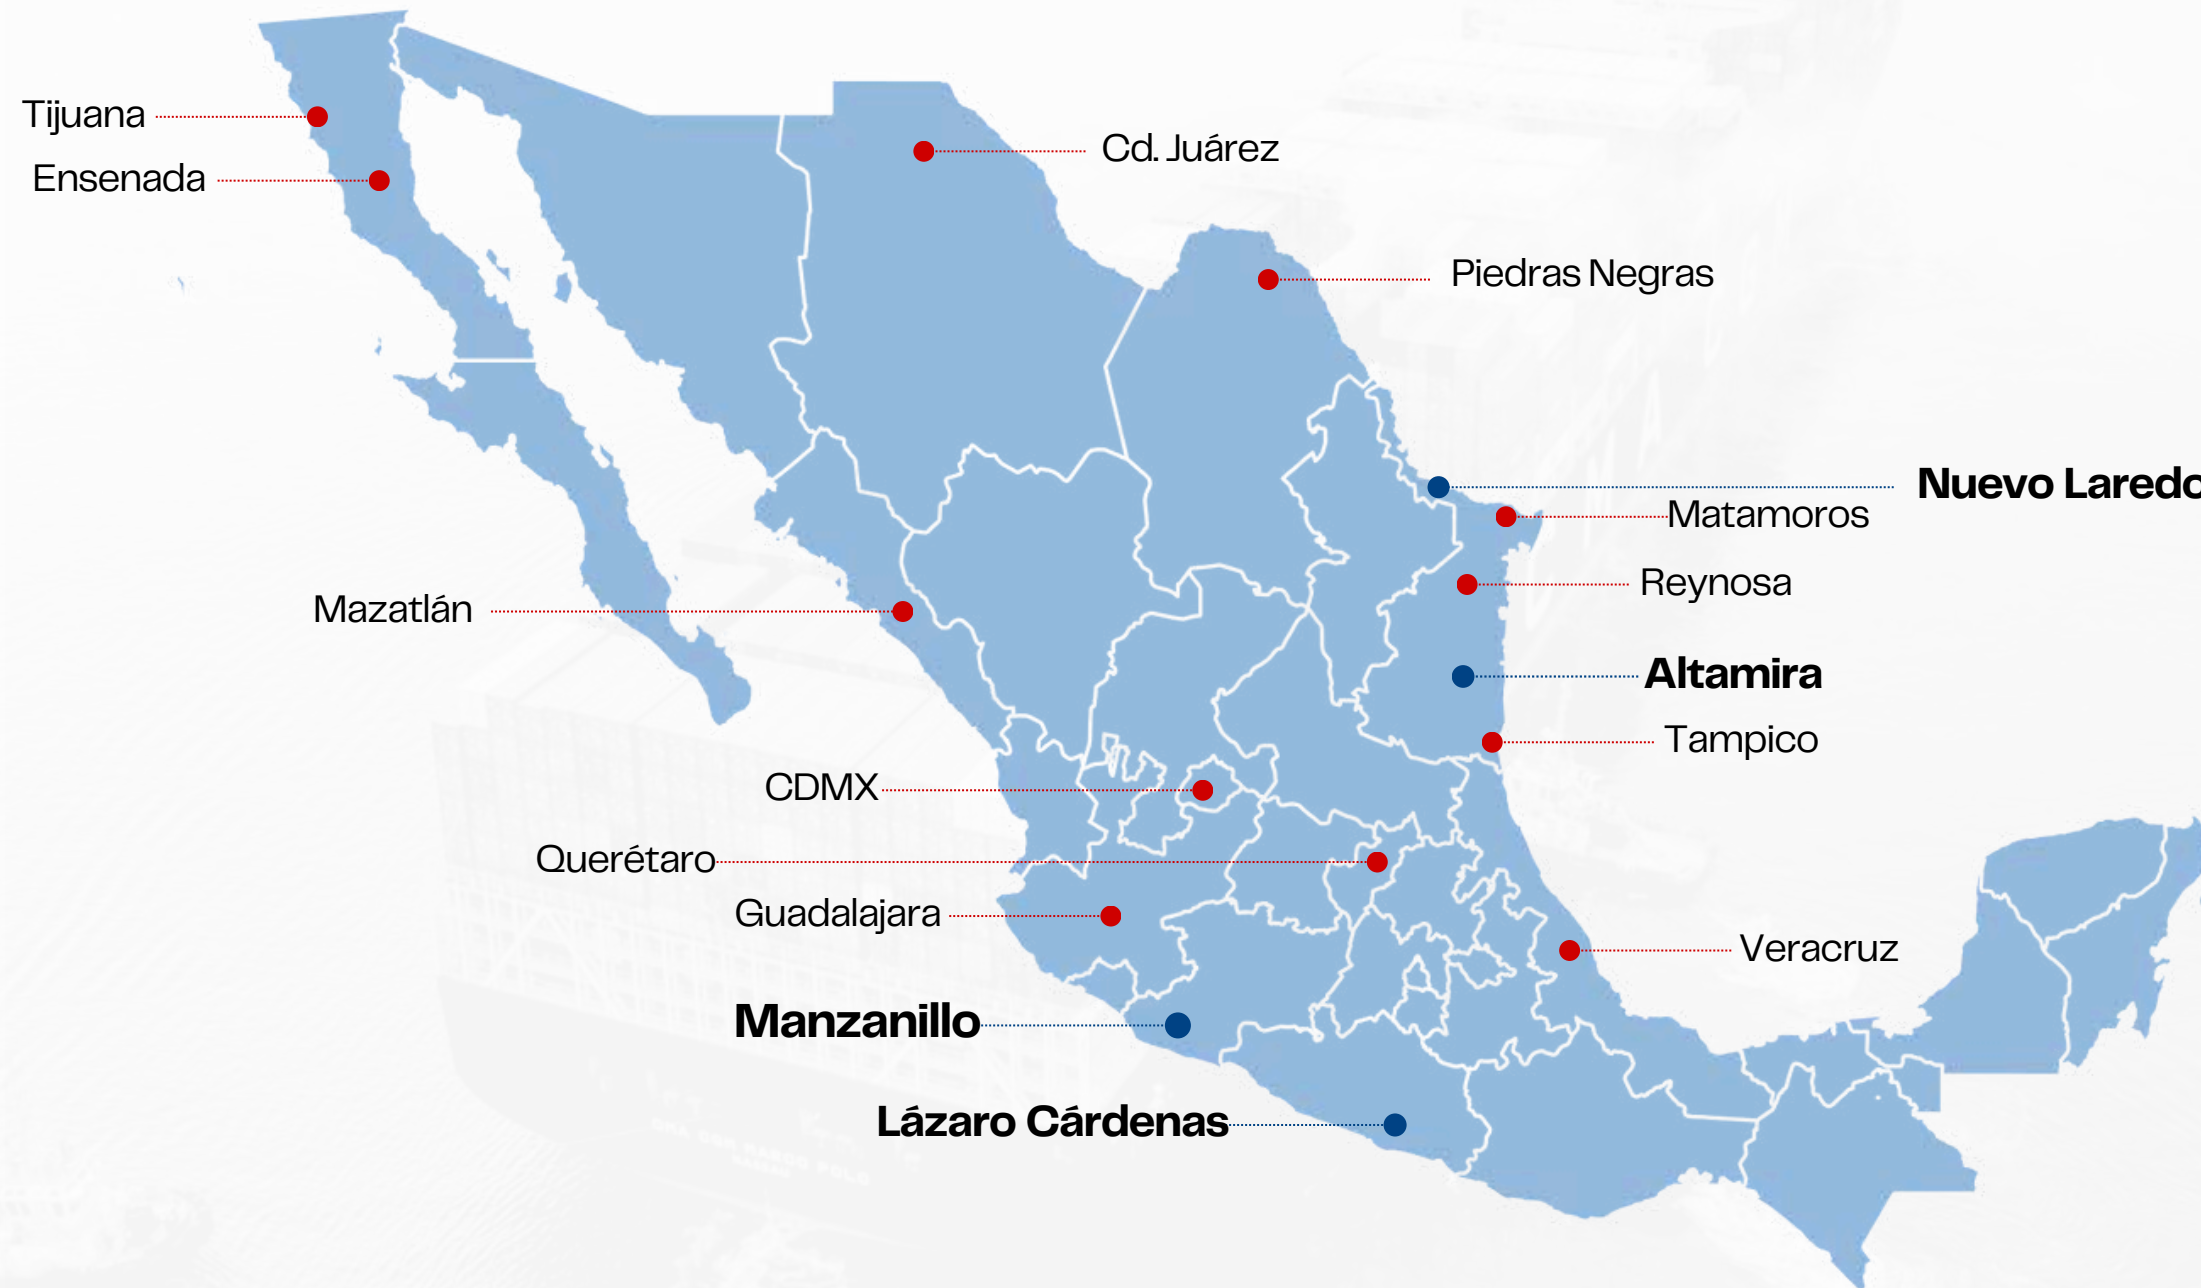 Tijuana
Cd. Juárez
Ensenada
Piedras Negras
Nuevo Laredo
Matamoros
Reynosa
Mazatlán
Altamira
Tampico
CDMX
Querétaro
Guadalajara
Veracruz
Manzanillo
Lázaro Cárdenas